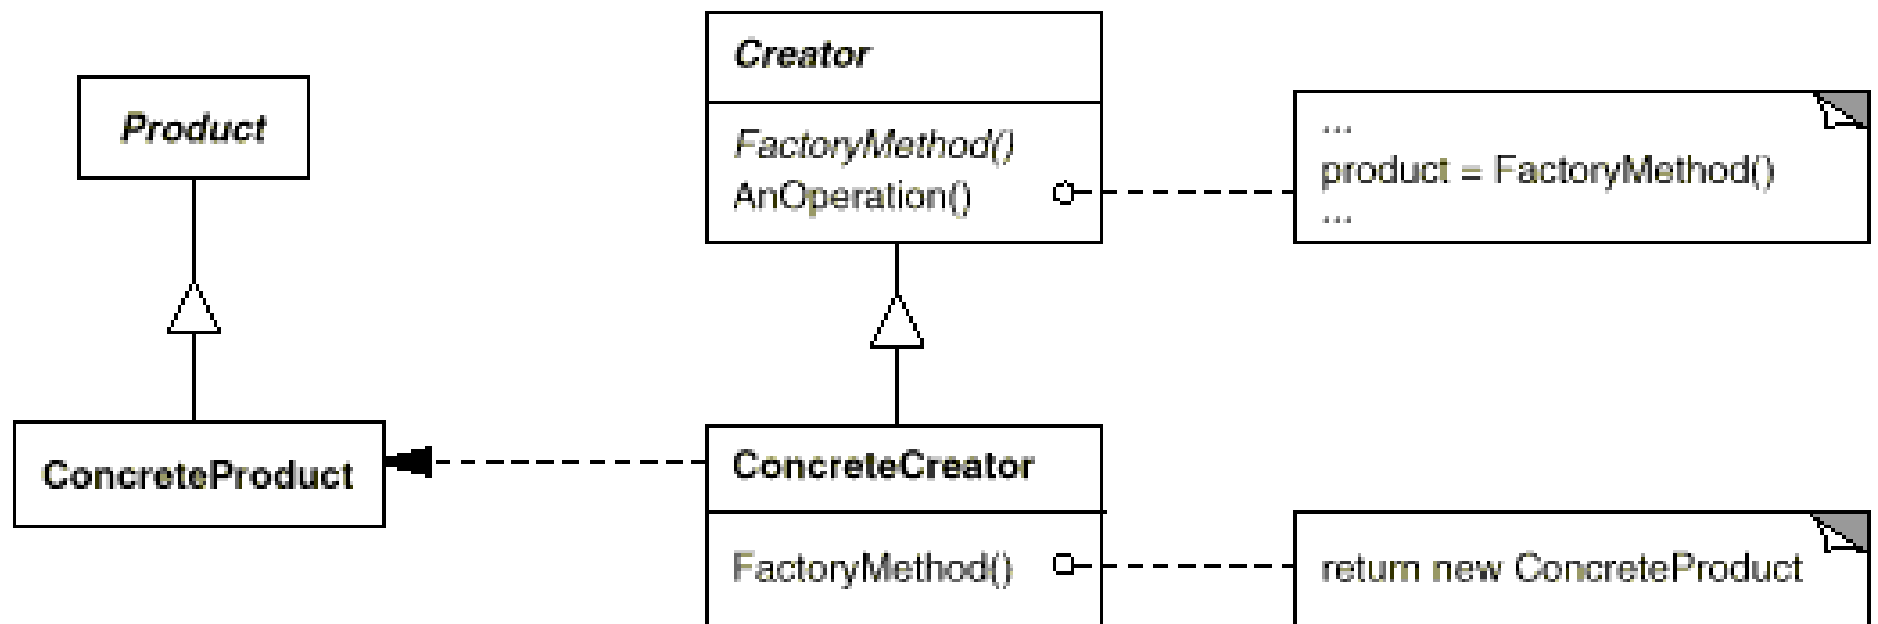 Product
Creator
FactoryMethod()
AnOperation()
...
product = FactoryMethod()
...
ConcreteProduct
ConcreteCreator
FactoryMethod()
return new ConcreteProduct